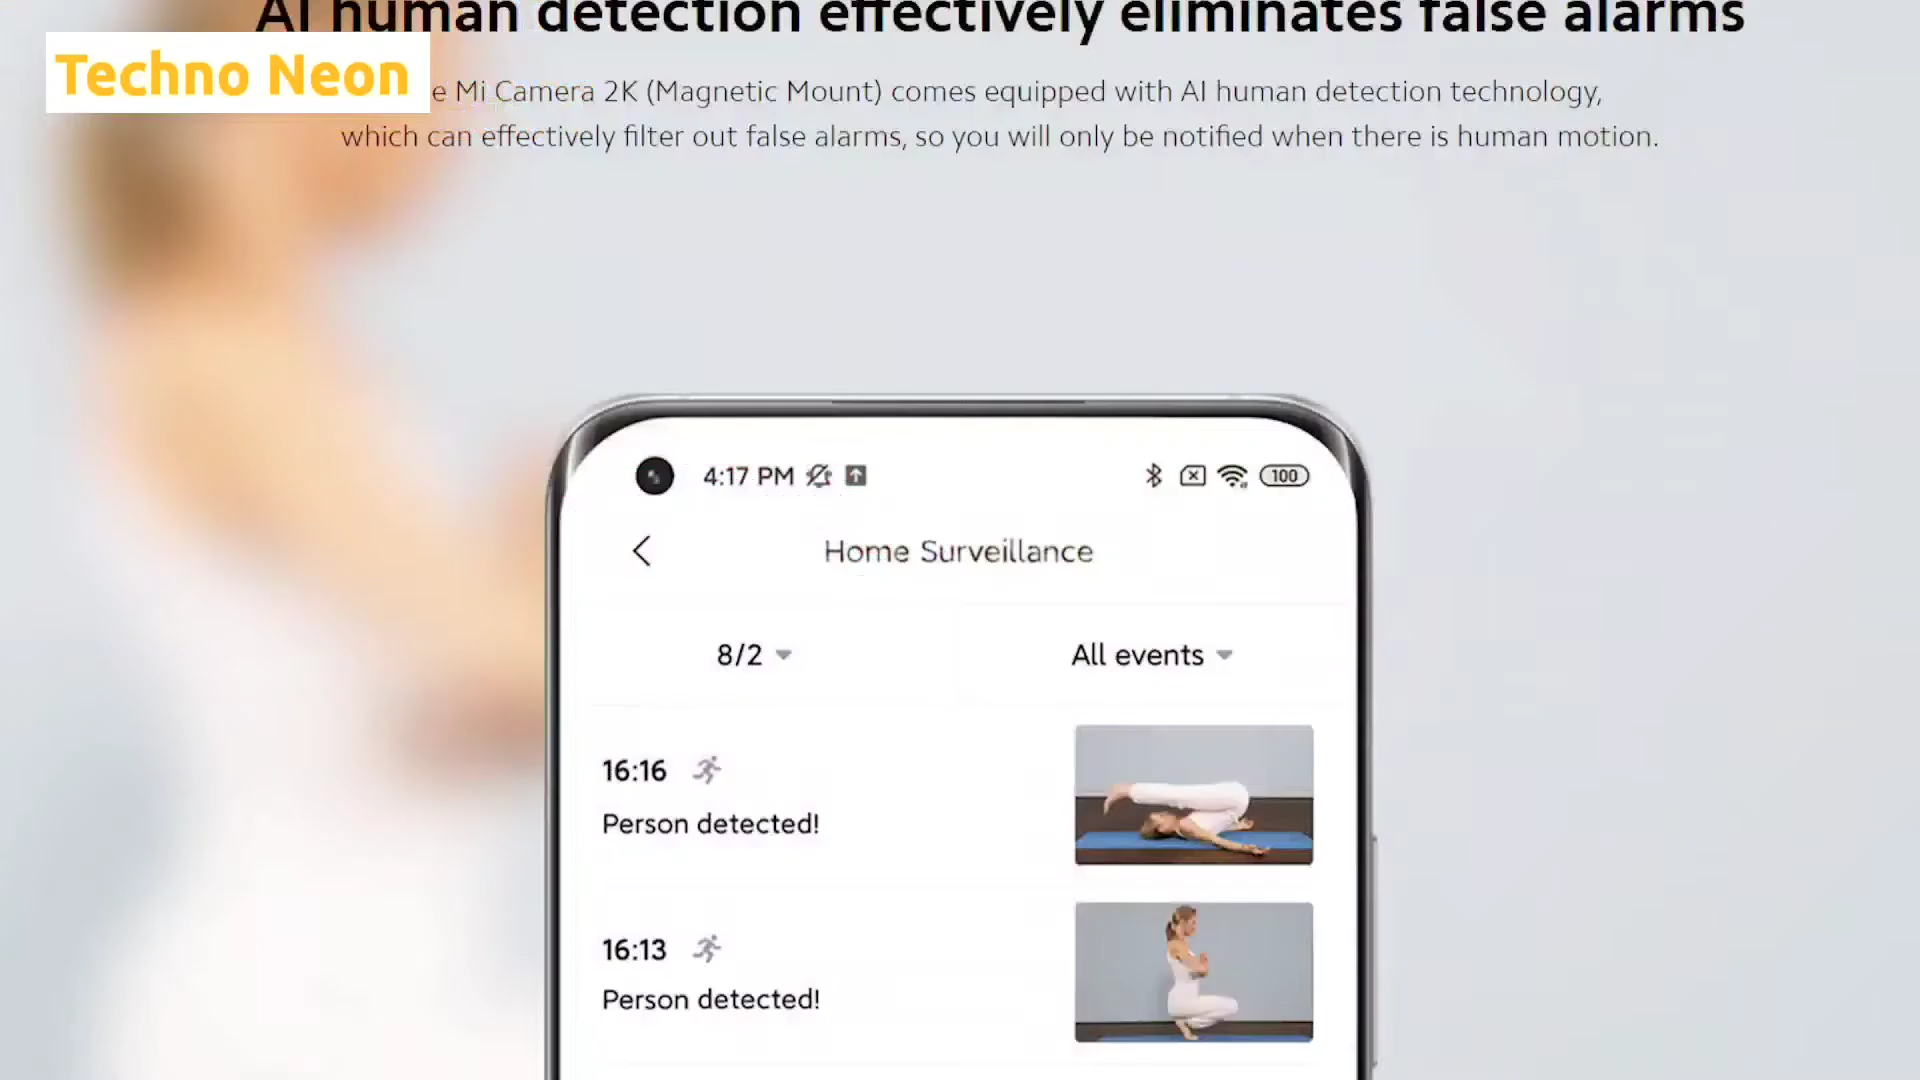 AI human detection effectively eliminates false alarms
Techno Neon
e Mi Camera 2K (Magnetic Mount) comes equipped with AI human detection technology,
which can effectively filter out false alarms, so you will only be notified when there is human motion.
4:17 PM
100
Home Surveillance
8/2
All events
16:16
Person detected!
16:13
Person detected!